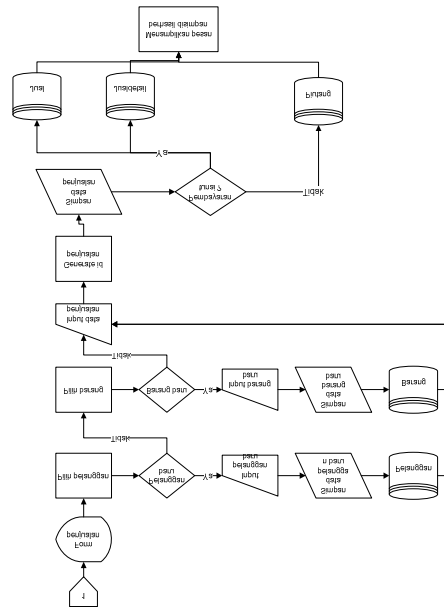 1
Form
penjualan
Pilih pelanggan
Pelanggan
baru
Ya
Input
pelanggan
baru
Simpan
data
pelangga
n baru
Pelanggan
Tidak
Pilih barang
Barang baru
Ya
Input barang
baru
Simpan
data
barang
baru
Barang
Tidak
Input data
penjualan
Generate id
penjualan
Simpan
data
penjualan
Pembayaran
tunai ?
Tidak
Ya
Jual
Jualdetail
Piutang
Menampilkan pesan
berhasil disimpan